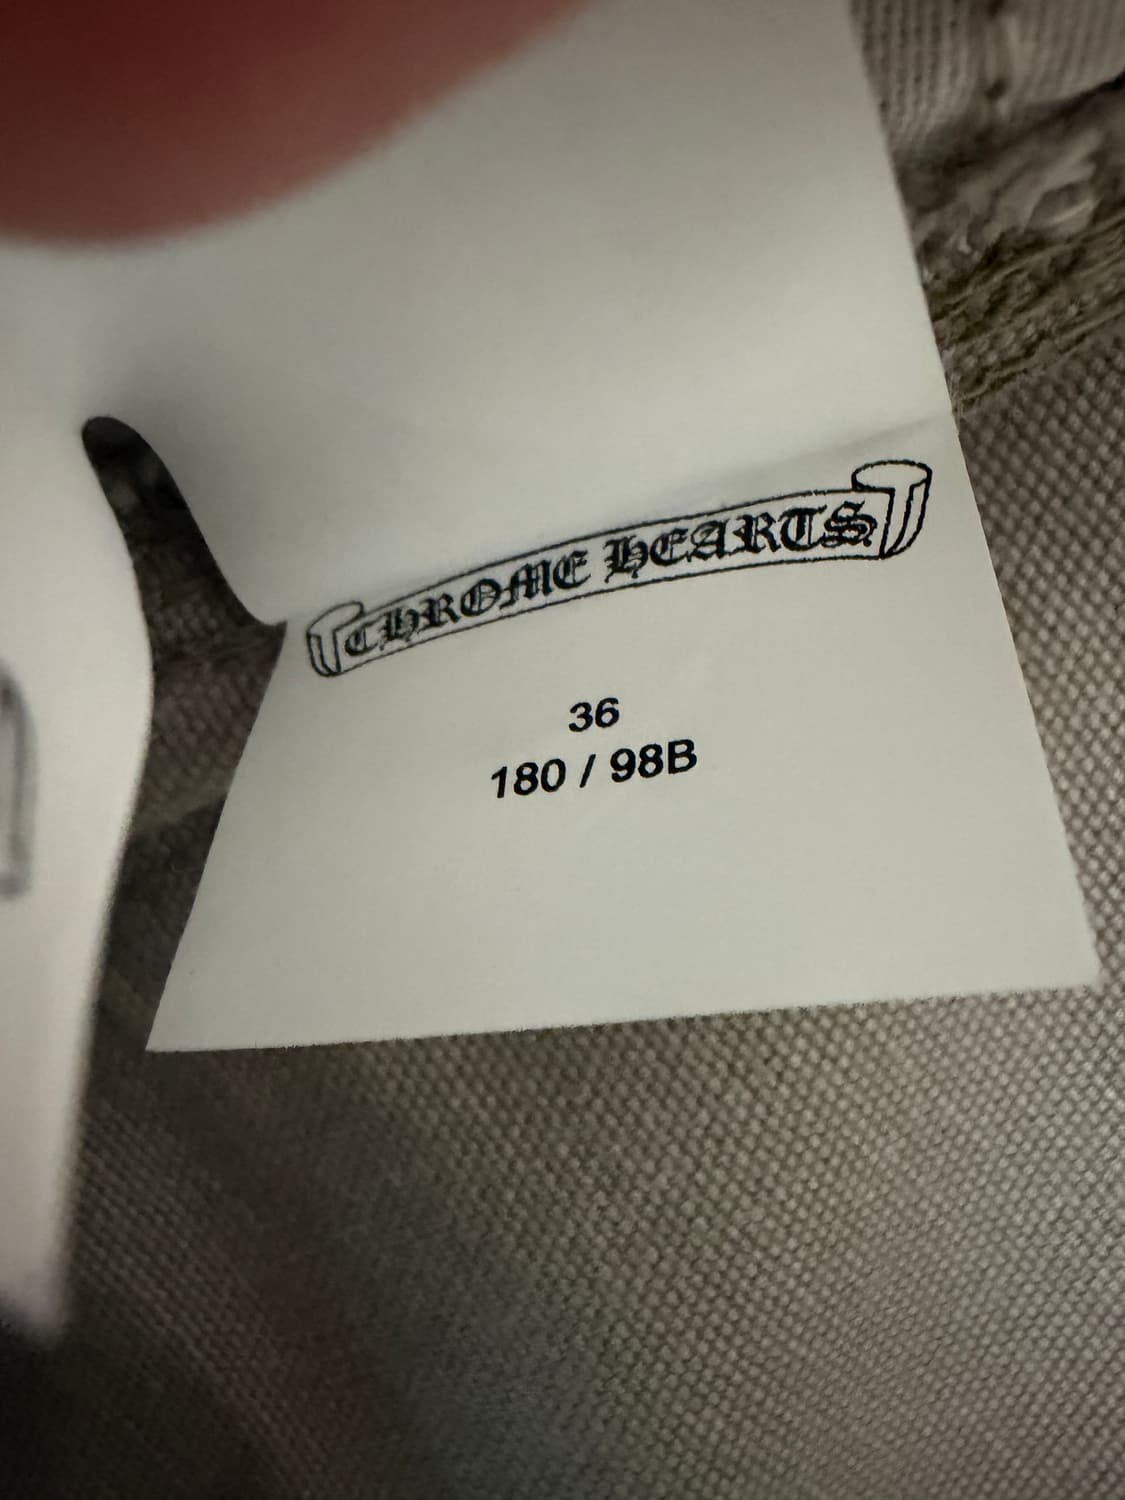 CHROME HEARTS
36
180 / 98B